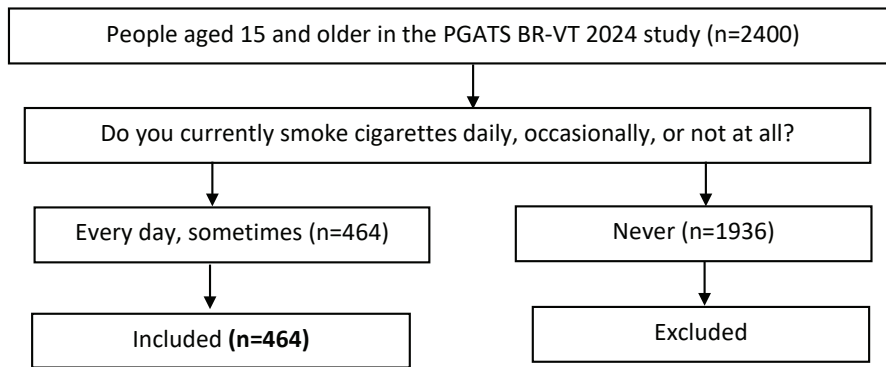 People aged 15 and older in the PGATS BR-VT 2024 study (n=2400)
Do you currently smoke cigarettes daily, occasionally, or not at all?
Every day, sometimes (n=464)
Never (n=1936)
Included (n=464)
Excluded